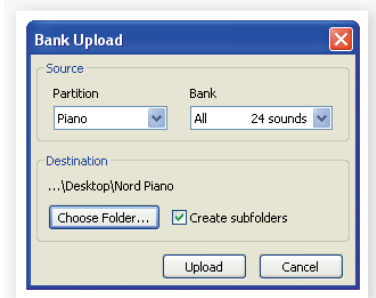 Bank Upload
Source
Partition Bank
Piano All 24 sounds
Destination
...\Desktop\Nord Piano
Choose Folder... Create subfolders
Upload Cancel